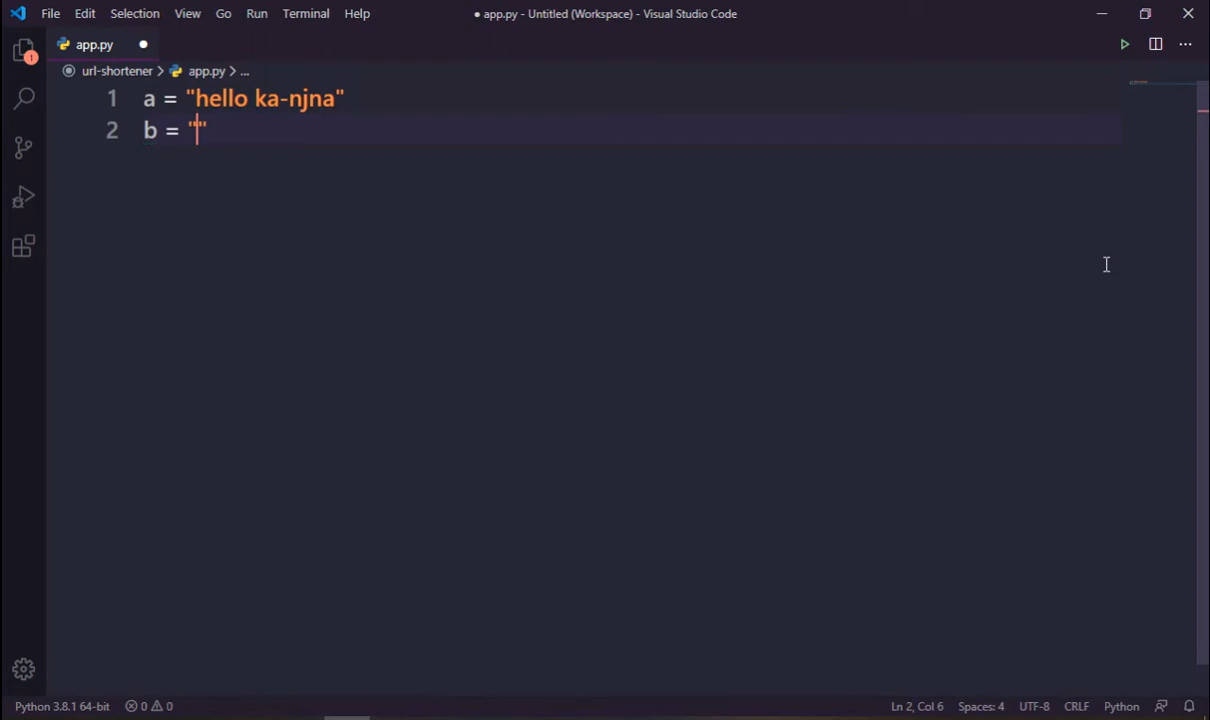 File Edit Selection View Go Run Terminal Help ● app.py - Untitled (Workspace) - Visual Studio Code
app.py
url-shortener > app.py > ...
1 a = "hello ka-njna"
2 b = ""
1
Python 3.8.1 64-bit 0 0 Ln 2, Col 6 Spaces: 4 UTF-8 CRLF Python